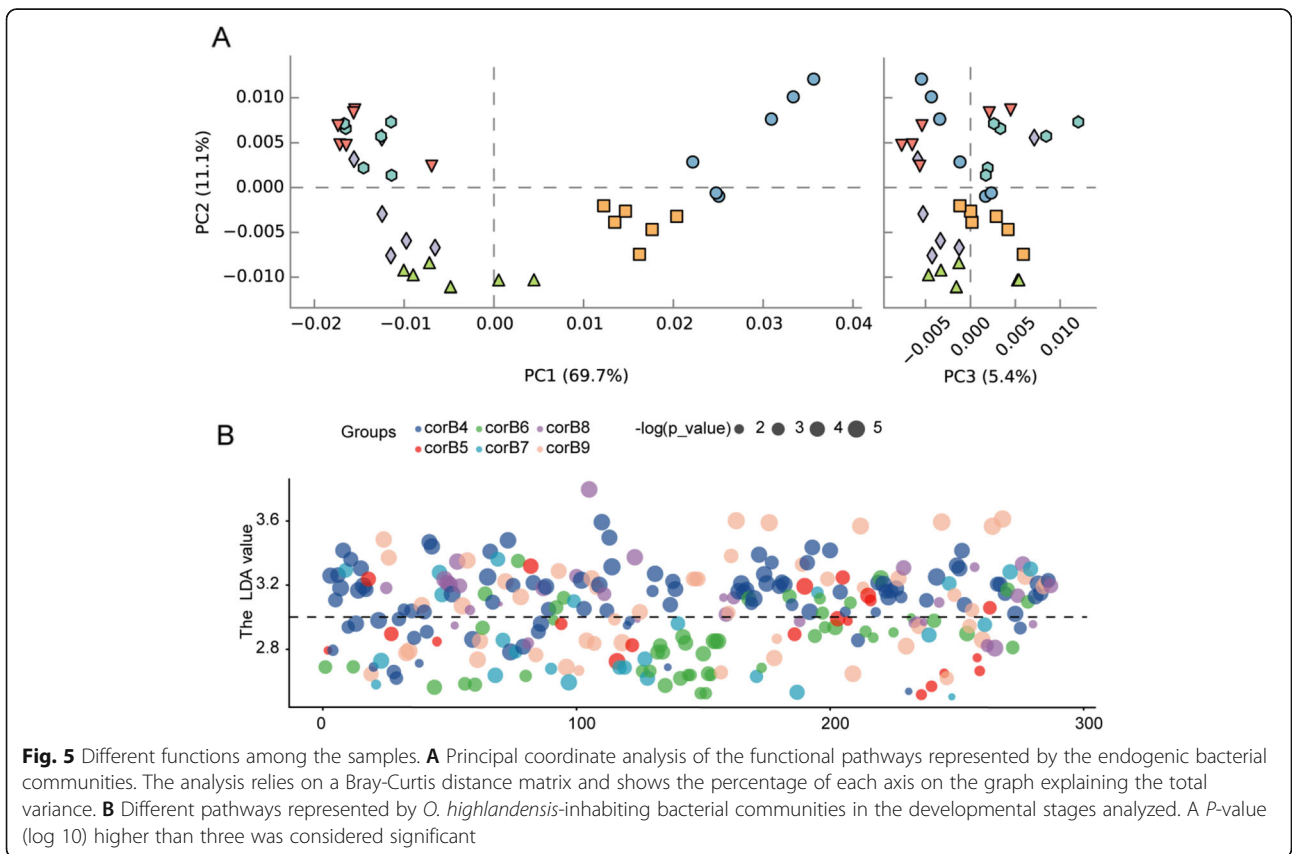 A
0.010
0.005
0.000
−0.005
−0.010
PC2 (11.1%)
−0.02 −0.01 0.00 0.01 0.02 0.03 0.04
PC1 (69.7%)
−0.005 0.000 0.005 0.010
PC3 (5.4%)
B
Groups corB4 corB6 corB8 -log(p_value) 2 3 4 5
corB5 corB7 corB9
3.6
3.2
2.8
The LDA value
0 100 200 300
Fig. 5 Different functions among the samples. A Principal coordinate analysis of the functional pathways represented by the endogenic bacterial
communities. The analysis relies on a Bray-Curtis distance matrix and shows the percentage of each axis on the graph explaining the total
variance. B Different pathways represented by O. highlandensis-inhabiting bacterial communities in the developmental stages analyzed. A P-value
(log 10) higher than three was considered significant